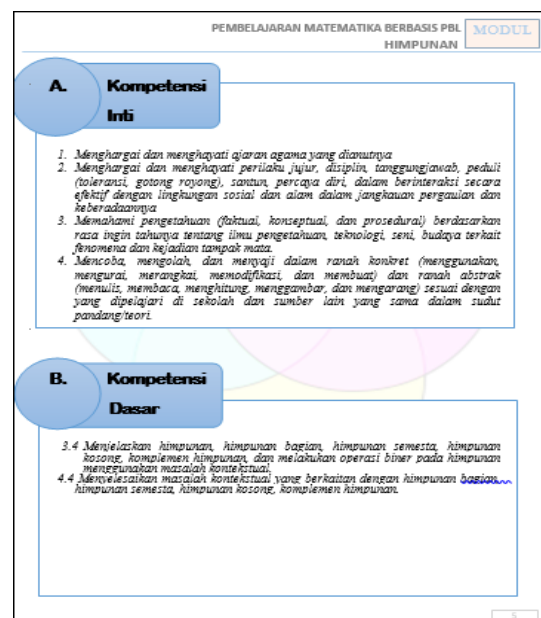 PEMBELAJARAN MATEMATIKA BERBASIS PBL
HIMPUNAN
MODUL
A. Kompetensi
Inti
1. Menghargai dan menghayati ajaran agama yang dianutnya
2. Menghargai dan menghayati perilaku jujur, disiplin, tanggungjawab, peduli
(toleransi, gotong royong), santun, percaya diri, dalam berinteraksi secara
efektif dengan lingkungan sosial dan alam dalam jangkauan pergaulan dan
keberadaannya
3. Memahami pengetahuan (faktual, konseptual, dan prosedural) berdasarkan
rasa ingin tahunya tentang ilmu pengetahuan, teknologi, seni, budaya terkait
fenomena dan kejadian tampak mata.
4. Mencoba, mengolah, dan menyaji dalam ranah konkret (menggunakan,
mengurai, merangkai, memodifikasi, dan membuat) dan ranah abstrak
(menulis, membaca, menghitung, menggambar, dan mengarang) sesuai dengan
yang dipelajari di sekolah dan sumber lain yang sama dalam sudut
pandang/teori.
B. Kompetensi
Dasar
3.4 Menjelaskan himpunan, himpunan bagian, himpunan semesta, himpunan
kosong, komplemen himpunan, dan melakukan operasi biner pada himpunan
menggunakan masalah kontekstual.
4.4 Menyelesaikan masalah kontekstual yang berkaitan dengan himpunan bagian,
himpunan semesta, himpunan kosong, komplemen himpunan.
5